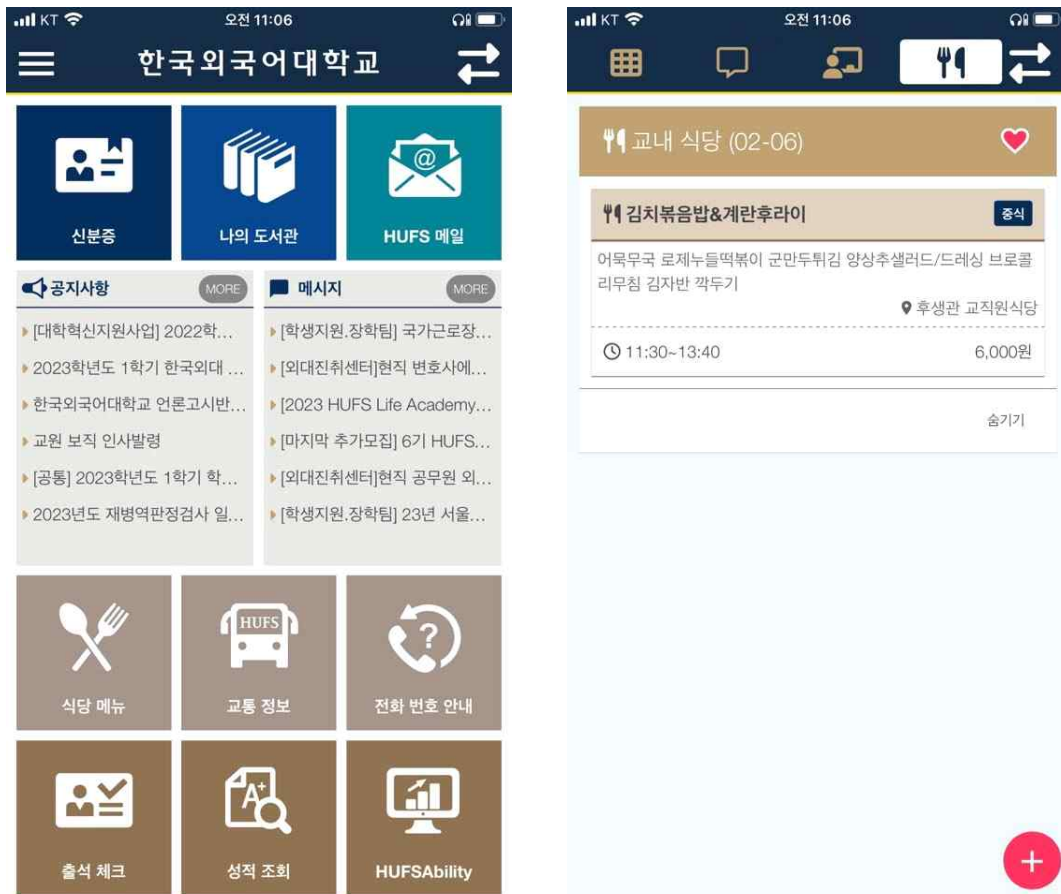 KT 오전 11:06
한국외국어대학교
신분증
나의 도서관
HUFS 메일
공지사항 MORE
[대학혁신지원사업] 2022학...
2023학년도 1학기 한국외대 ...
한국외국어대학교 언론고시반...
교원 보직 인사발령
[공통] 2023학년도 1학기 학...
2023년도 재병역판정검사 일...
메시지 MORE
[학생지원.장학팀] 국가근로장...
[외대진취센터]현직 변호사에...
[2023 HUFS Life Academy...
[마지막 추가모집] 6기 HUFS...
[외대진취센터]현직 공무원 외...
[학생지원.장학팀] 23년 서울...
식당 메뉴
HUFS
교통 정보
?
전화 번호 안내
출석 체크
A+
성적 조회
HUFSAbility
KT 오전 11:06
교내 식당 (02-06)
김치볶음밥&계란후라이 중식
어묵무국 로제누들떡볶이 군만두튀김 양상추샐러드/드레싱 브로콜
리무침 김자반 깍두기
후생관 교직원식당
11:30~13:40 6,000원
숨기기